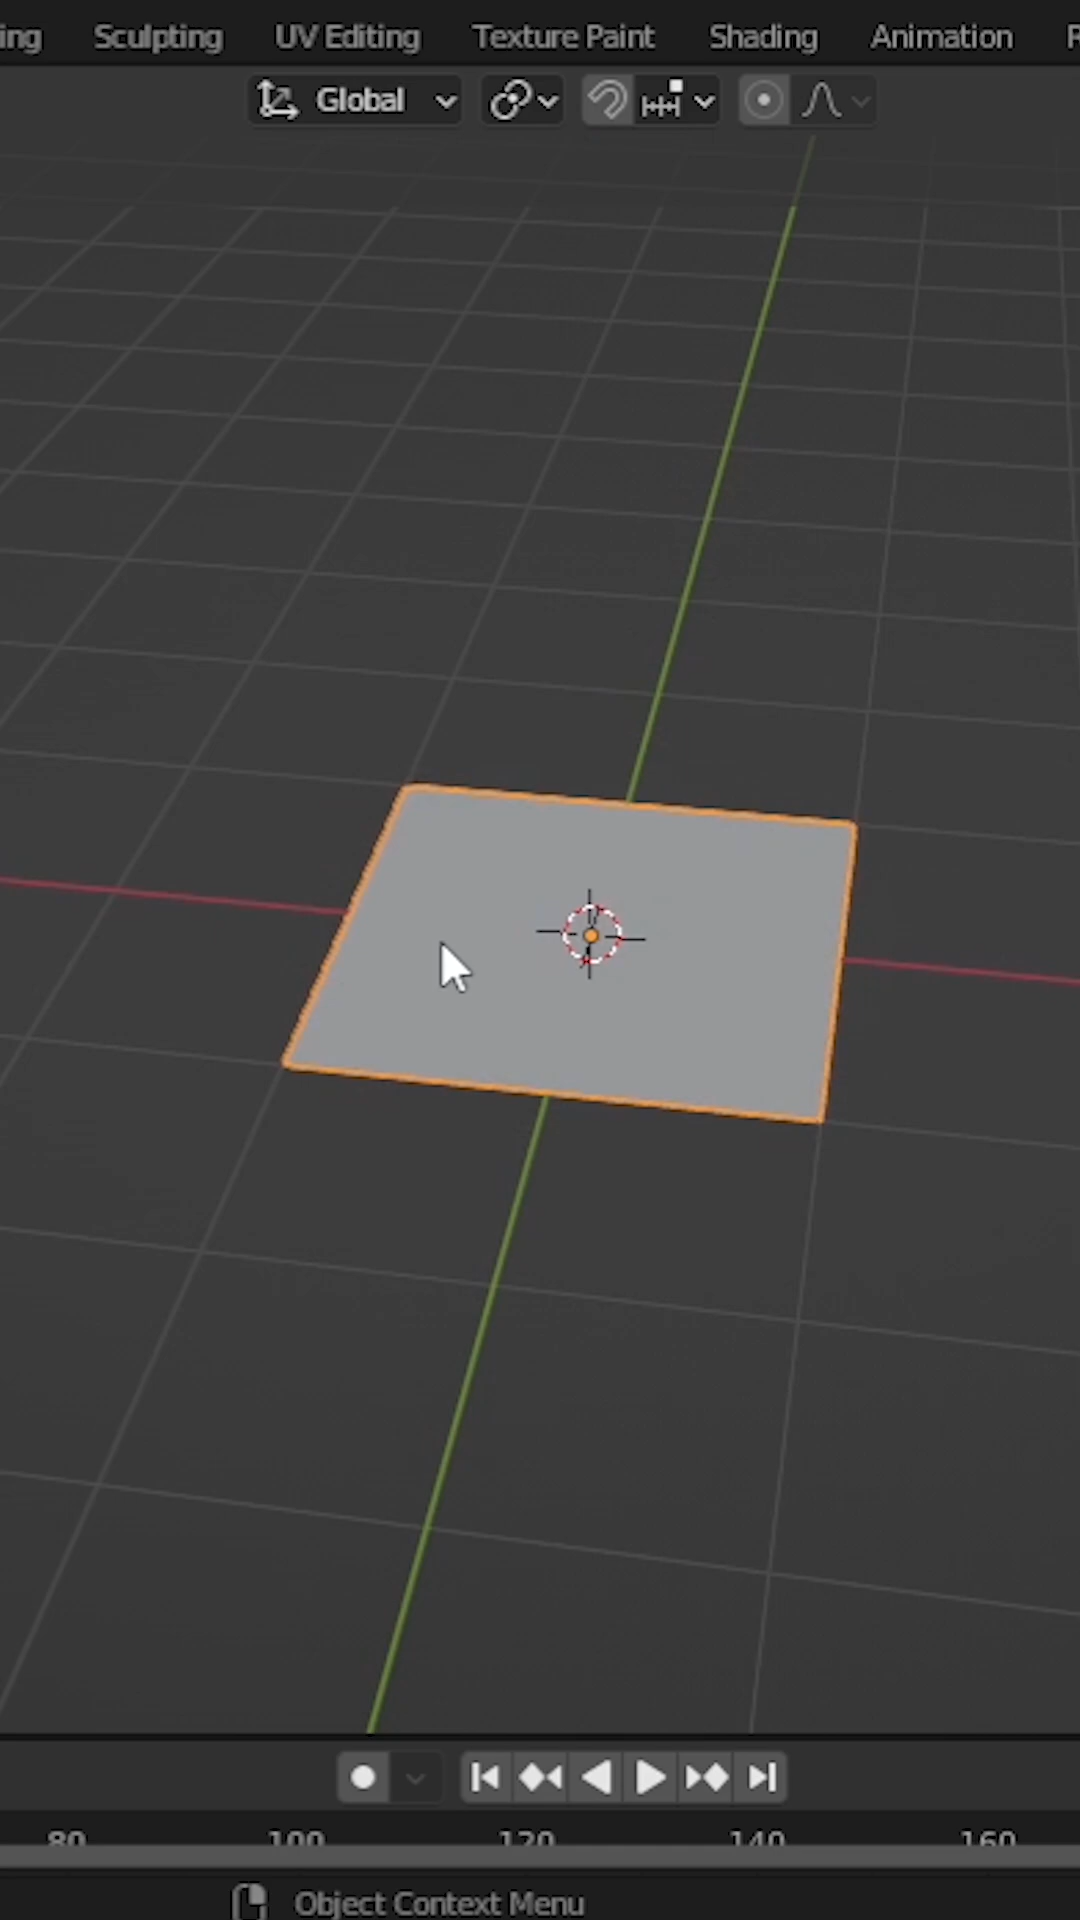 ing Sculpting UV Editing Texture Paint Shading Animation
Global
80 100 120 140 160
Object Context Menu